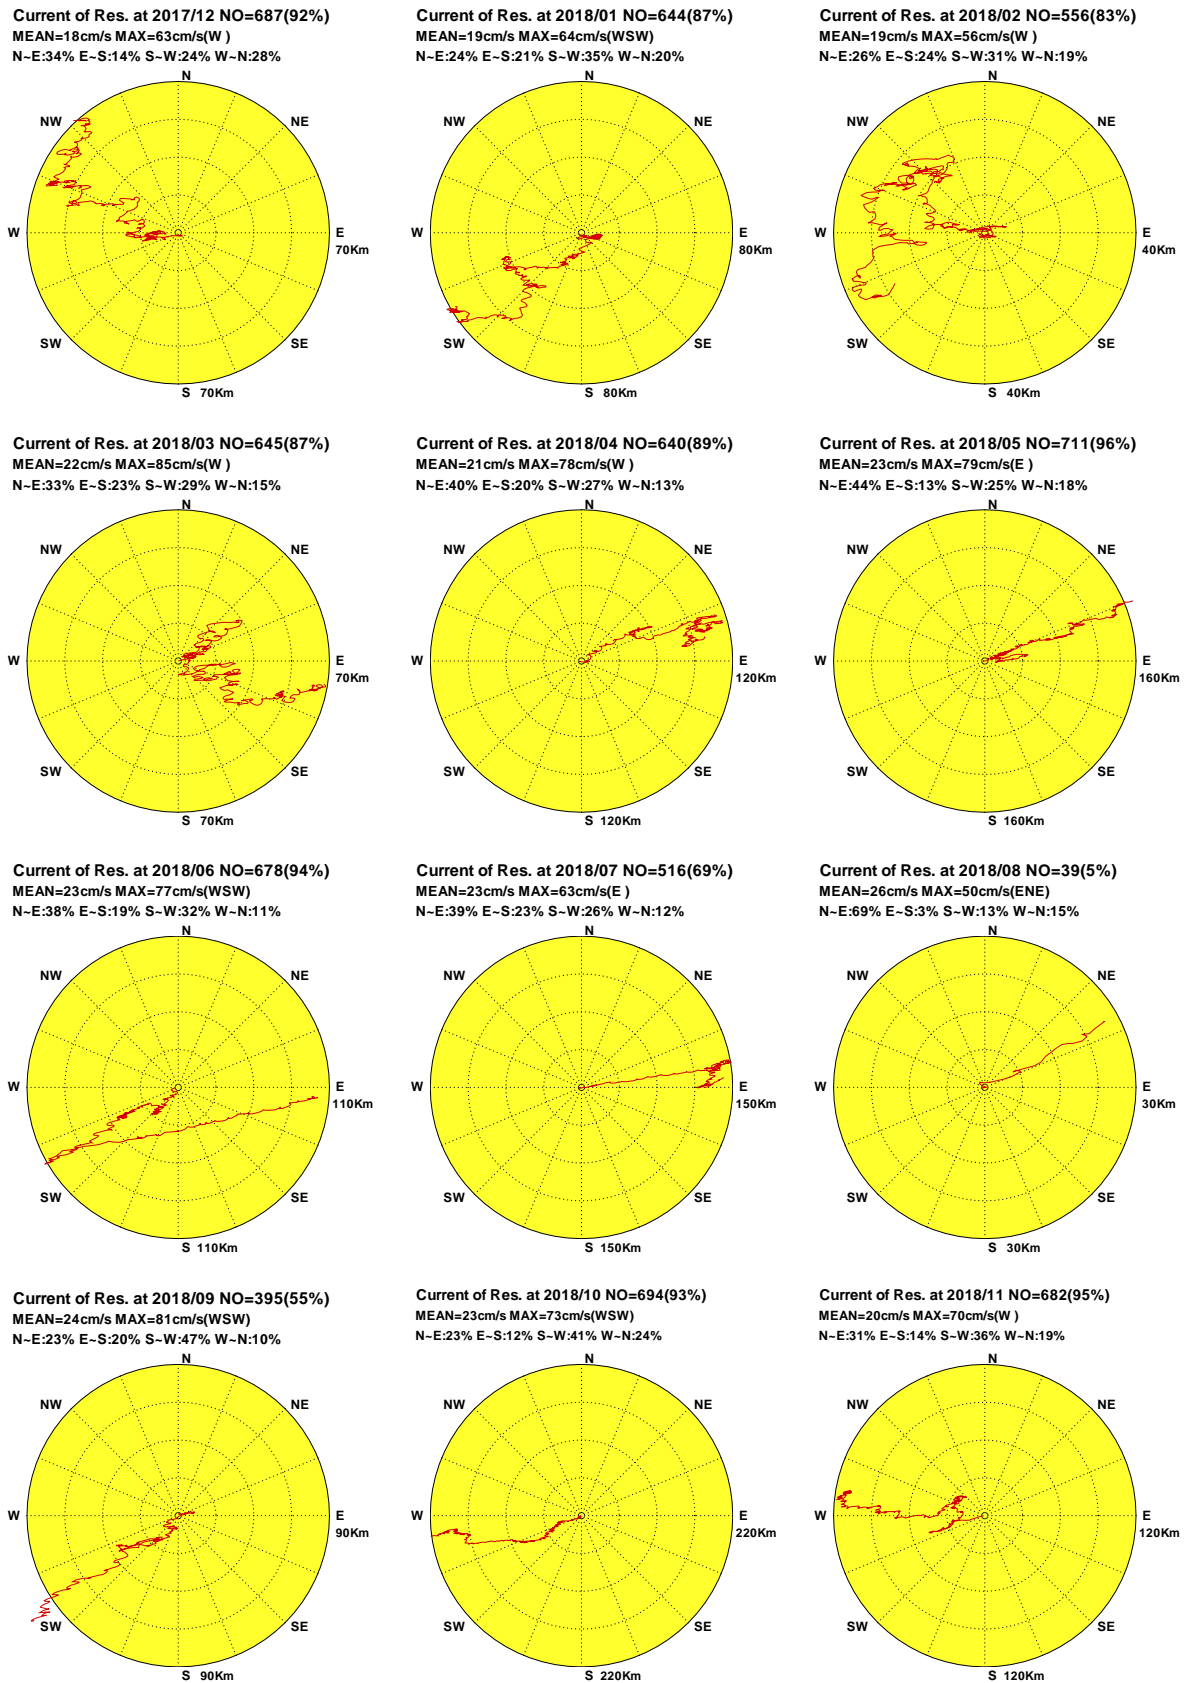 Current of Res. at 2017/12 NO=687(92%)
MEAN=18cm/s MAX=63cm/s(W )
N~E:34% E~S:14% S~W:24% W~N:28%
N
NW
NE
W
E
70Km
SW
SE
S 70Km
Current of Res. at 2018/01 NO=644(87%)
MEAN=19cm/s MAX=64cm/s(WSW)
N~E:24% E~S:21% S~W:35% W~N:20%
N
NW
NE
W
E
80Km
SW
SE
S 80Km
Current of Res. at 2018/02 NO=556(83%)
MEAN=19cm/s MAX=56cm/s(W )
N~E:26% E~S:24% S~W:31% W~N:19%
N
NW
NE
W
E
40Km
SW
SE
S 40Km
Current of Res. at 2018/03 NO=645(87%)
MEAN=22cm/s MAX=85cm/s(W )
N~E:33% E~S:23% S~W:29% W~N:15%
N
NW
NE
W
E
70Km
SW
SE
S 70Km
Current of Res. at 2018/04 NO=640(89%)
MEAN=21cm/s MAX=78cm/s(W )
N~E:40% E~S:20% S~W:27% W~N:13%
N
NW
NE
W
E
120Km
SW
SE
S 120Km
Current of Res. at 2018/05 NO=711(96%)
MEAN=23cm/s MAX=79cm/s(E )
N~E:44% E~S:13% S~W:25% W~N:18%
N
NW
NE
W
E
160Km
SW
SE
S 160Km
Current of Res. at 2018/06 NO=678(94%)
MEAN=23cm/s MAX=77cm/s(WSW)
N~E:38% E~S:19% S~W:32% W~N:11%
N
NW
NE
W
E
110Km
SW
SE
S 110Km
Current of Res. at 2018/07 NO=516(69%)
MEAN=23cm/s MAX=63cm/s(E )
N~E:39% E~S:23% S~W:26% W~N:12%
N
NW
NE
W
E
150Km
SW
SE
S 150Km
Current of Res. at 2018/08 NO=39(5%)
MEAN=26cm/s MAX=50cm/s(ENE)
N~E:69% E~S:3% S~W:13% W~N:15%
N
NW
NE
W
E
30Km
SW
SE
S 30Km
Current of Res. at 2018/09 NO=395(55%)
MEAN=24cm/s MAX=81cm/s(WSW)
N~E:23% E~S:20% S~W:47% W~N:10%
N
NW
NE
W
E
90Km
SW
SE
S 90Km
Current of Res. at 2018/10 NO=694(93%)
MEAN=23cm/s MAX=73cm/s(WSW)
N~E:23% E~S:12% S~W:41% W~N:24%
N
NW
NE
W
E
220Km
SW
SE
S 220Km
Current of Res. at 2018/11 NO=682(95%)
MEAN=20cm/s MAX=70cm/s(W )
N~E:31% E~S:14% S~W:36% W~N:19%
N
NW
NE
W
E
120Km
SW
SE
S 120Km